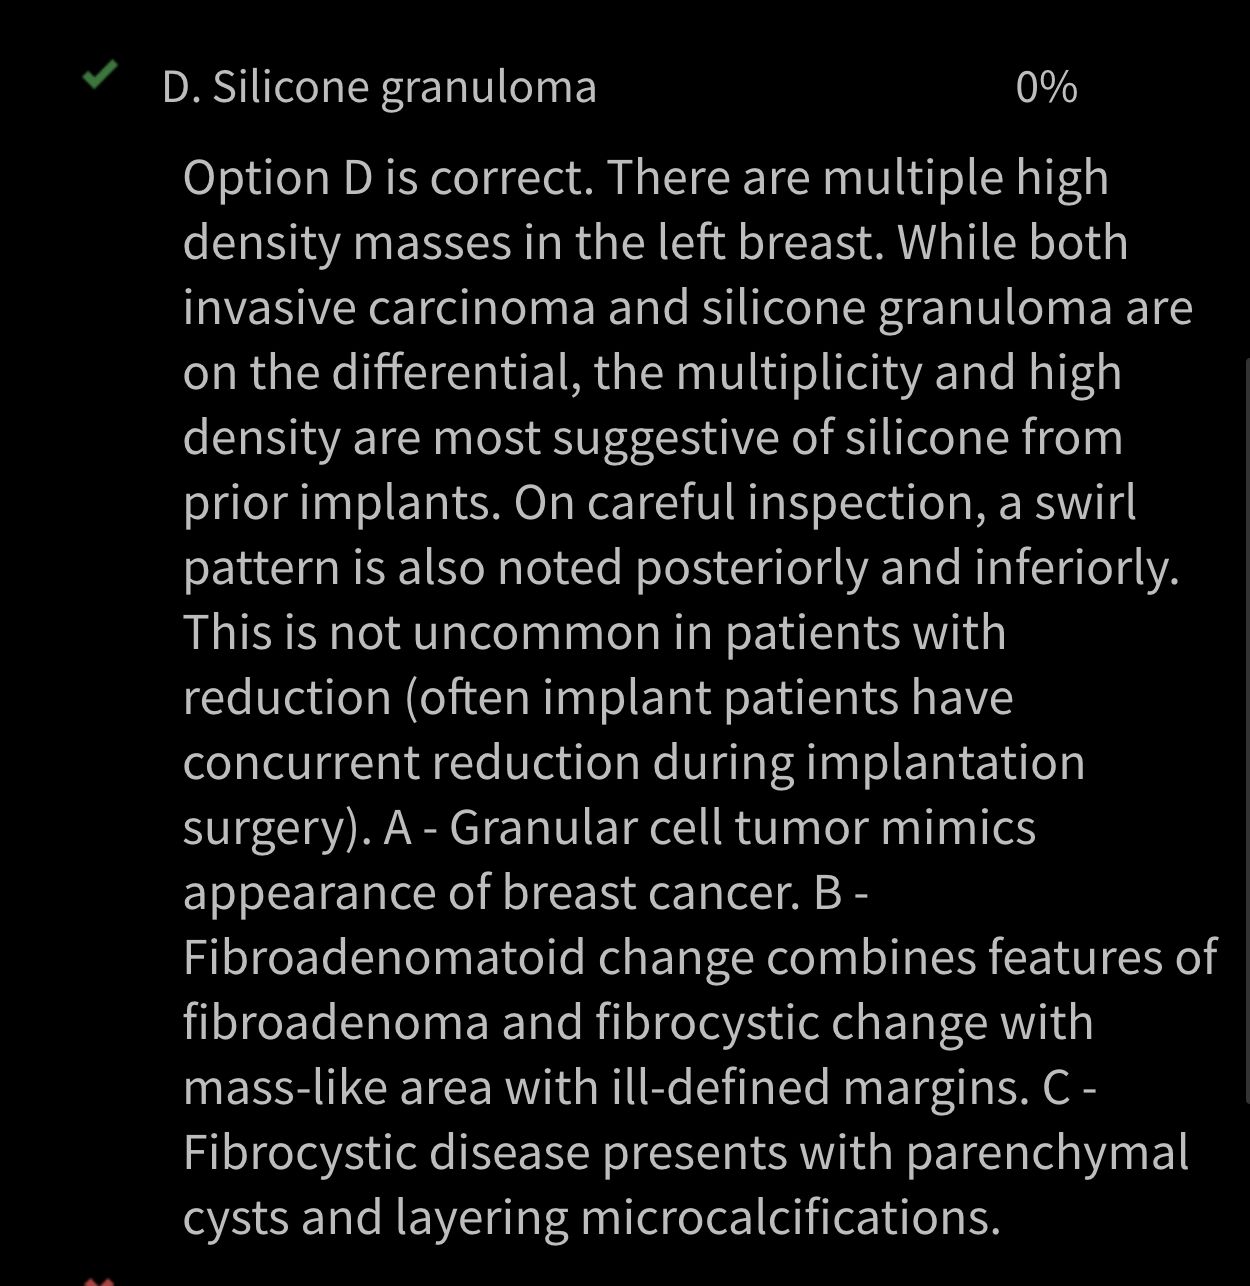 D. Silicone granuloma 0%
Option D is correct. There are multiple high
density masses in the left breast. While both
invasive carcinoma and silicone granuloma are
on the differential, the multiplicity and high
density are most suggestive of silicone from
prior implants. On careful inspection, a swirl
pattern is also noted posteriorly and inferiorly.
This is not uncommon in patients with
reduction (often implant patients have
concurrent reduction during implantation
surgery). A - Granular cell tumor mimics
appearance of breast cancer. B -
Fibroadenomatoid change combines features of
fibroadenoma and fibrocystic change with
mass-like area with ill-defined margins. C -
Fibrocystic disease presents with parenchymal
cysts and layering microcalcifications.